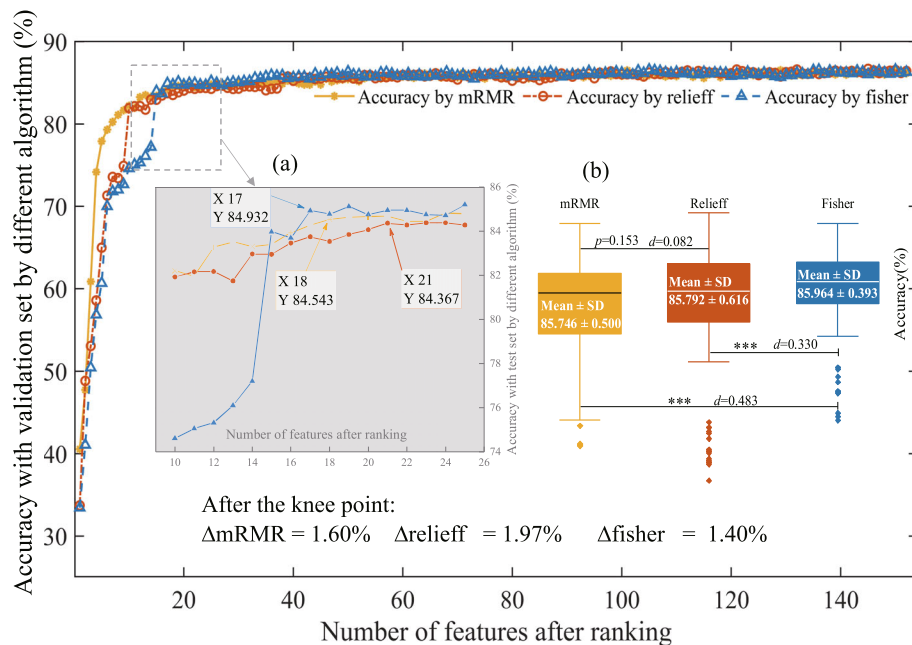 Accuracy with validation set by different algorithm (%)
90
80
70
60
50
40
30
Accuracy by mRMR
Accuracy by relieff
Accuracy by fisher
(a)
X 17
Y 84.932
X 18
Y 84.543
X 21
Y 84.367
86
84
82
80
78
76
74
Accuracy with test set by different algorithm (%)
Number of features after ranking
10 12 14 16 18 20 22 24 26
(b)
mRMR
Relieff
Fisher
p=0.153 d=0.082
Mean ± SD
85.746 ± 0.500
Mean ± SD
85.792 ± 0.616
Mean ± SD
85.964 ± 0.393
Accuracy(%)
*** d=0.330
*** d=0.483
After the knee point:
ΔmRMR = 1.60% Δrelieff = 1.97% Δfisher = 1.40%
20 40 60 80 100 120 140
Number of features after ranking